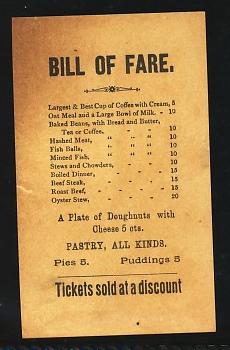 BILL OF FARE.
Largest & Best Cup of Coffee with Cream, 5
Oat Meal and a Large Bowl of Milk. - 10
Baked Beans, with Bread and Butter,
Tea or Coffee, - - - 10
Hashed Meat, " " " 10
Fish Balls, " " " 10
Minced Fish, " " " 10
Stews and Chowders, - - 10
Boiled Dinner, - - - 15
Beef Steak, - - - 15
Roast Beef, - - - 15
Oyster Stew, - - - 20
A Plate of Doughnuts with
Cheese 5 cts.
PASTRY, ALL KINDS.
Pies 5. Puddings 5
Tickets sold at a discount